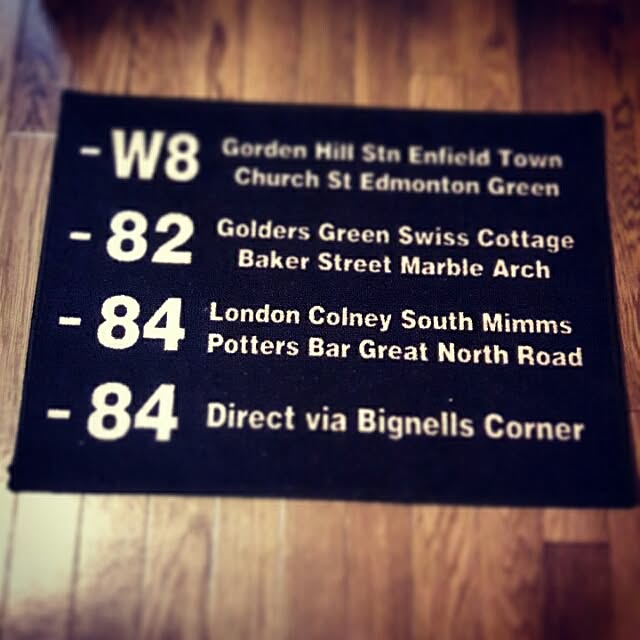 - W8 Gorden Hill Stn Enfield Town
Church St Edmonton Green
- 82 Golders Green Swiss Cottage
Baker Street Marble Arch
- 84 London Colney South Mimms
Potters Bar Great North Road
- 84 Direct via Bignells Corner